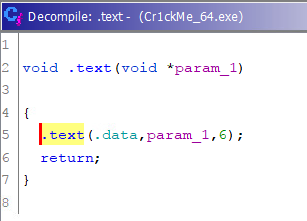 Decompile: .text - (Cr1ckMe_64.exe)
1
2 void .text(void *param_1)
3
4 {
5 .text(.data,param_1,6);
6 return;
7 }
8